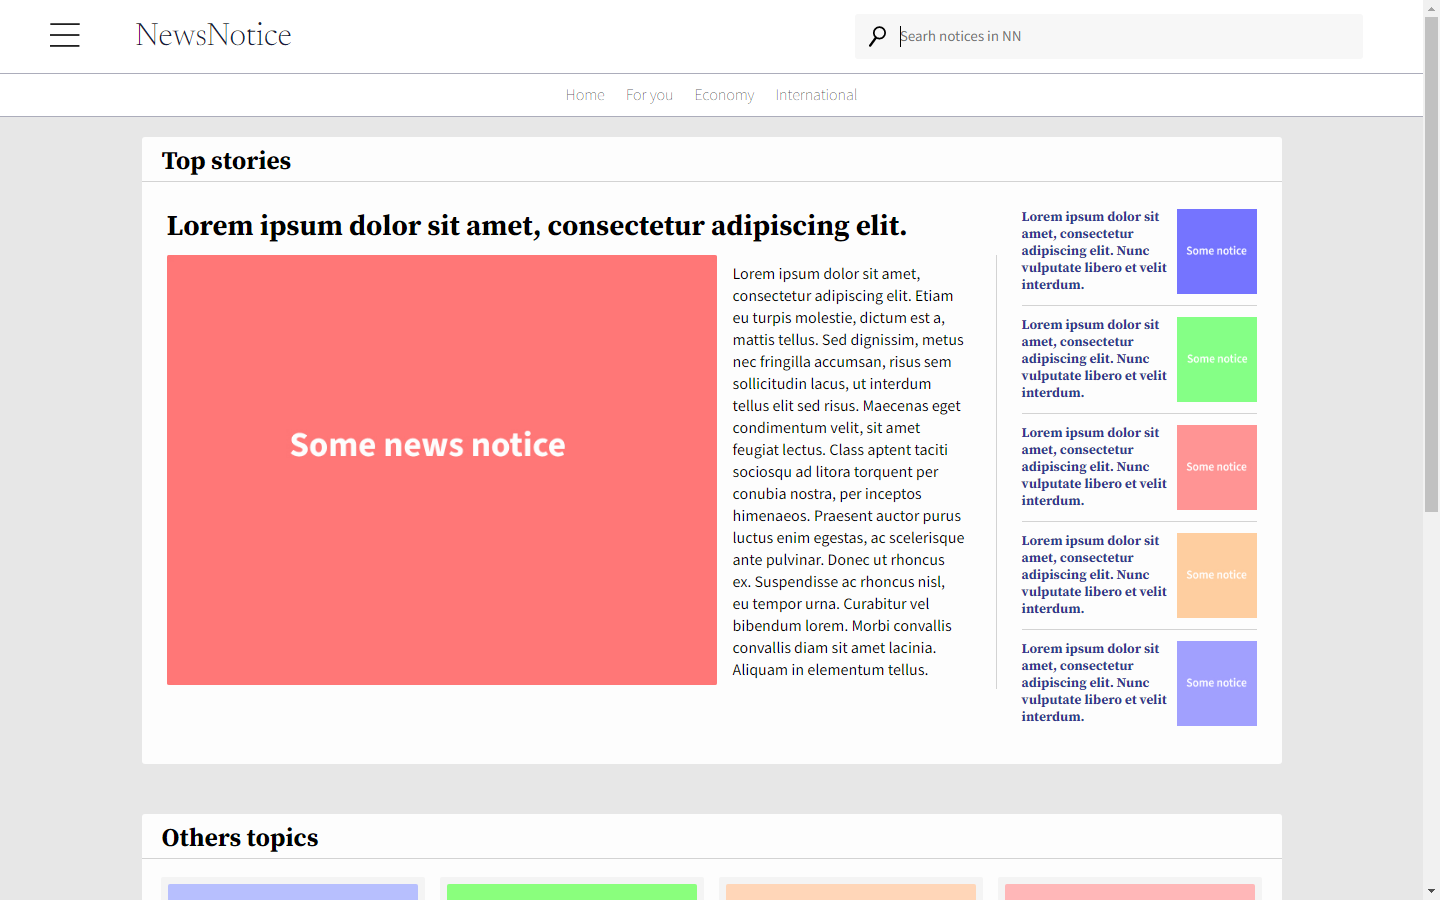 NewsNotice
Searh notices in NN
Home For you Economy International
Top stories
Lorem ipsum dolor sit amet, consectetur adipiscing elit.
Some news notice
Lorem ipsum dolor sit amet,
consectetur adipiscing elit. Etiam
eu turpis molestie, dictum est a,
mattis tellus. Sed dignissim, metus
nec fringilla accumsan, risus sem
sollicitudin lacus, ut interdum
tellus elit sed risus. Maecenas eget
condimentum velit, sit amet
feugiat lectus. Class aptent taciti
sociosqu ad litora torquent per
conubia nostra, per inceptos
himenaeos. Praesent auctor purus
luctus enim egestas, ac scelerisque
ante pulvinar. Donec ut rhoncus
ex. Suspendisse ac rhoncus nisl,
eu tempor urna. Curabitur vel
bibendum lorem. Morbi convallis
convallis diam sit amet lacinia.
Aliquam in elementum tellus.
Lorem ipsum dolor sit
amet, consectetur
adipiscing elit. Nunc
vulputate libero et velit
interdum.
Some notice
Lorem ipsum dolor sit
amet, consectetur
adipiscing elit. Nunc
vulputate libero et velit
interdum.
Some notice
Lorem ipsum dolor sit
amet, consectetur
adipiscing elit. Nunc
vulputate libero et velit
interdum.
Some notice
Lorem ipsum dolor sit
amet, consectetur
adipiscing elit. Nunc
vulputate libero et velit
interdum.
Some notice
Lorem ipsum dolor sit
amet, consectetur
adipiscing elit. Nunc
vulputate libero et velit
interdum.
Some notice
Others topics